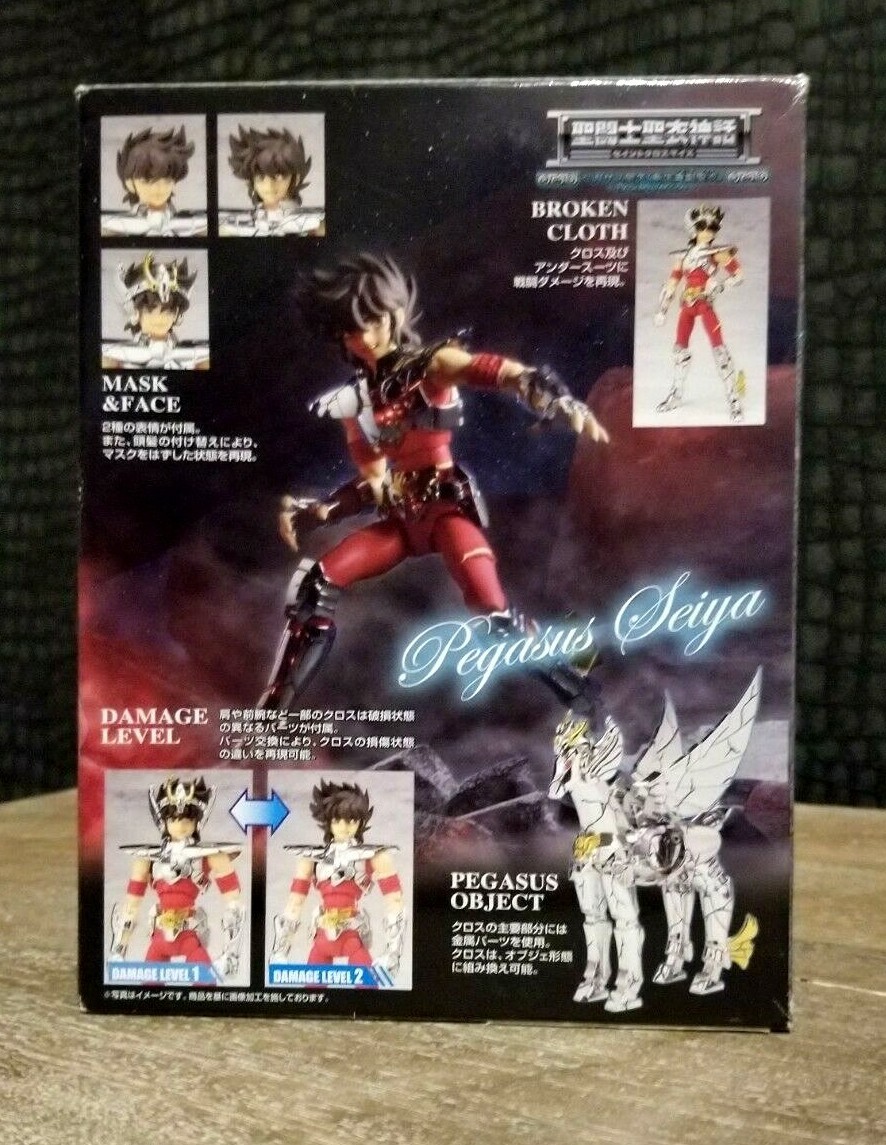 聖闘士聖衣神話
セイントクロスマイス
BROKEN
CLOTH
クロス及び
アンダースーツに
戦闘ダメージを再現。
MASK
&FACE
2種の表情が付属。
また、頭髪の付け替えにより、
マスクをはずした状態を再現。
Pegasus Seiya
DAMAGE
LEVEL
肩や前腕など一部のクロスは破損状態
の異なるパーツが付属。
パーツ交換により、クロスの損傷状態
の違いを再現可能。
DAMAGE LEVEL 1
DAMAGE LEVEL 2
PEGASUS
OBJECT
クロスの主要部分には
金属パーツを使用。
クロスは、オブジェ形態
に組み換え可能。
※写真はイメージです。商品を基に画像加工を施しております。